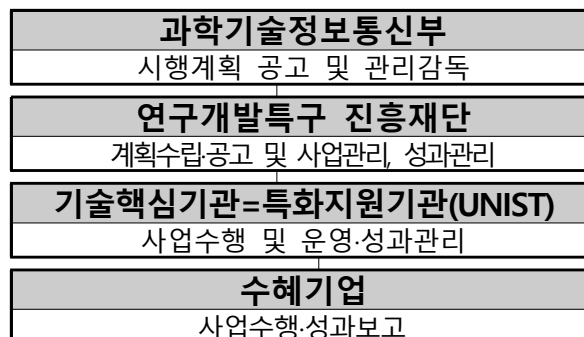 과학기술정보통신부
시행계획 공고 및 관리감독
연구개발특구 진흥재단
계획수립·공고 및 사업관리, 성과관리
기술핵심기관=특화지원기관(UNIST)
사업수행 및 운영·성과관리
수혜기업
사업수행·성과보고